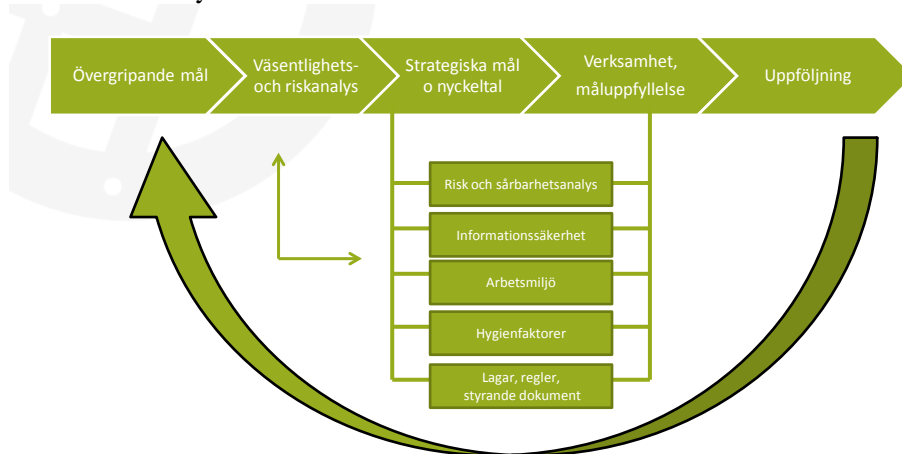 Övergripande mål
Väsentlighets-
och riskanalys
Strategiska mål
o nyckeltal
Verksamhet,
måluppfyllelse
Uppföljning
Risk och sårbarhetsanalys
Informationssäkerhet
Arbetsmiljö
Hygienfaktorer
Lagar, regler,
styrande dokument